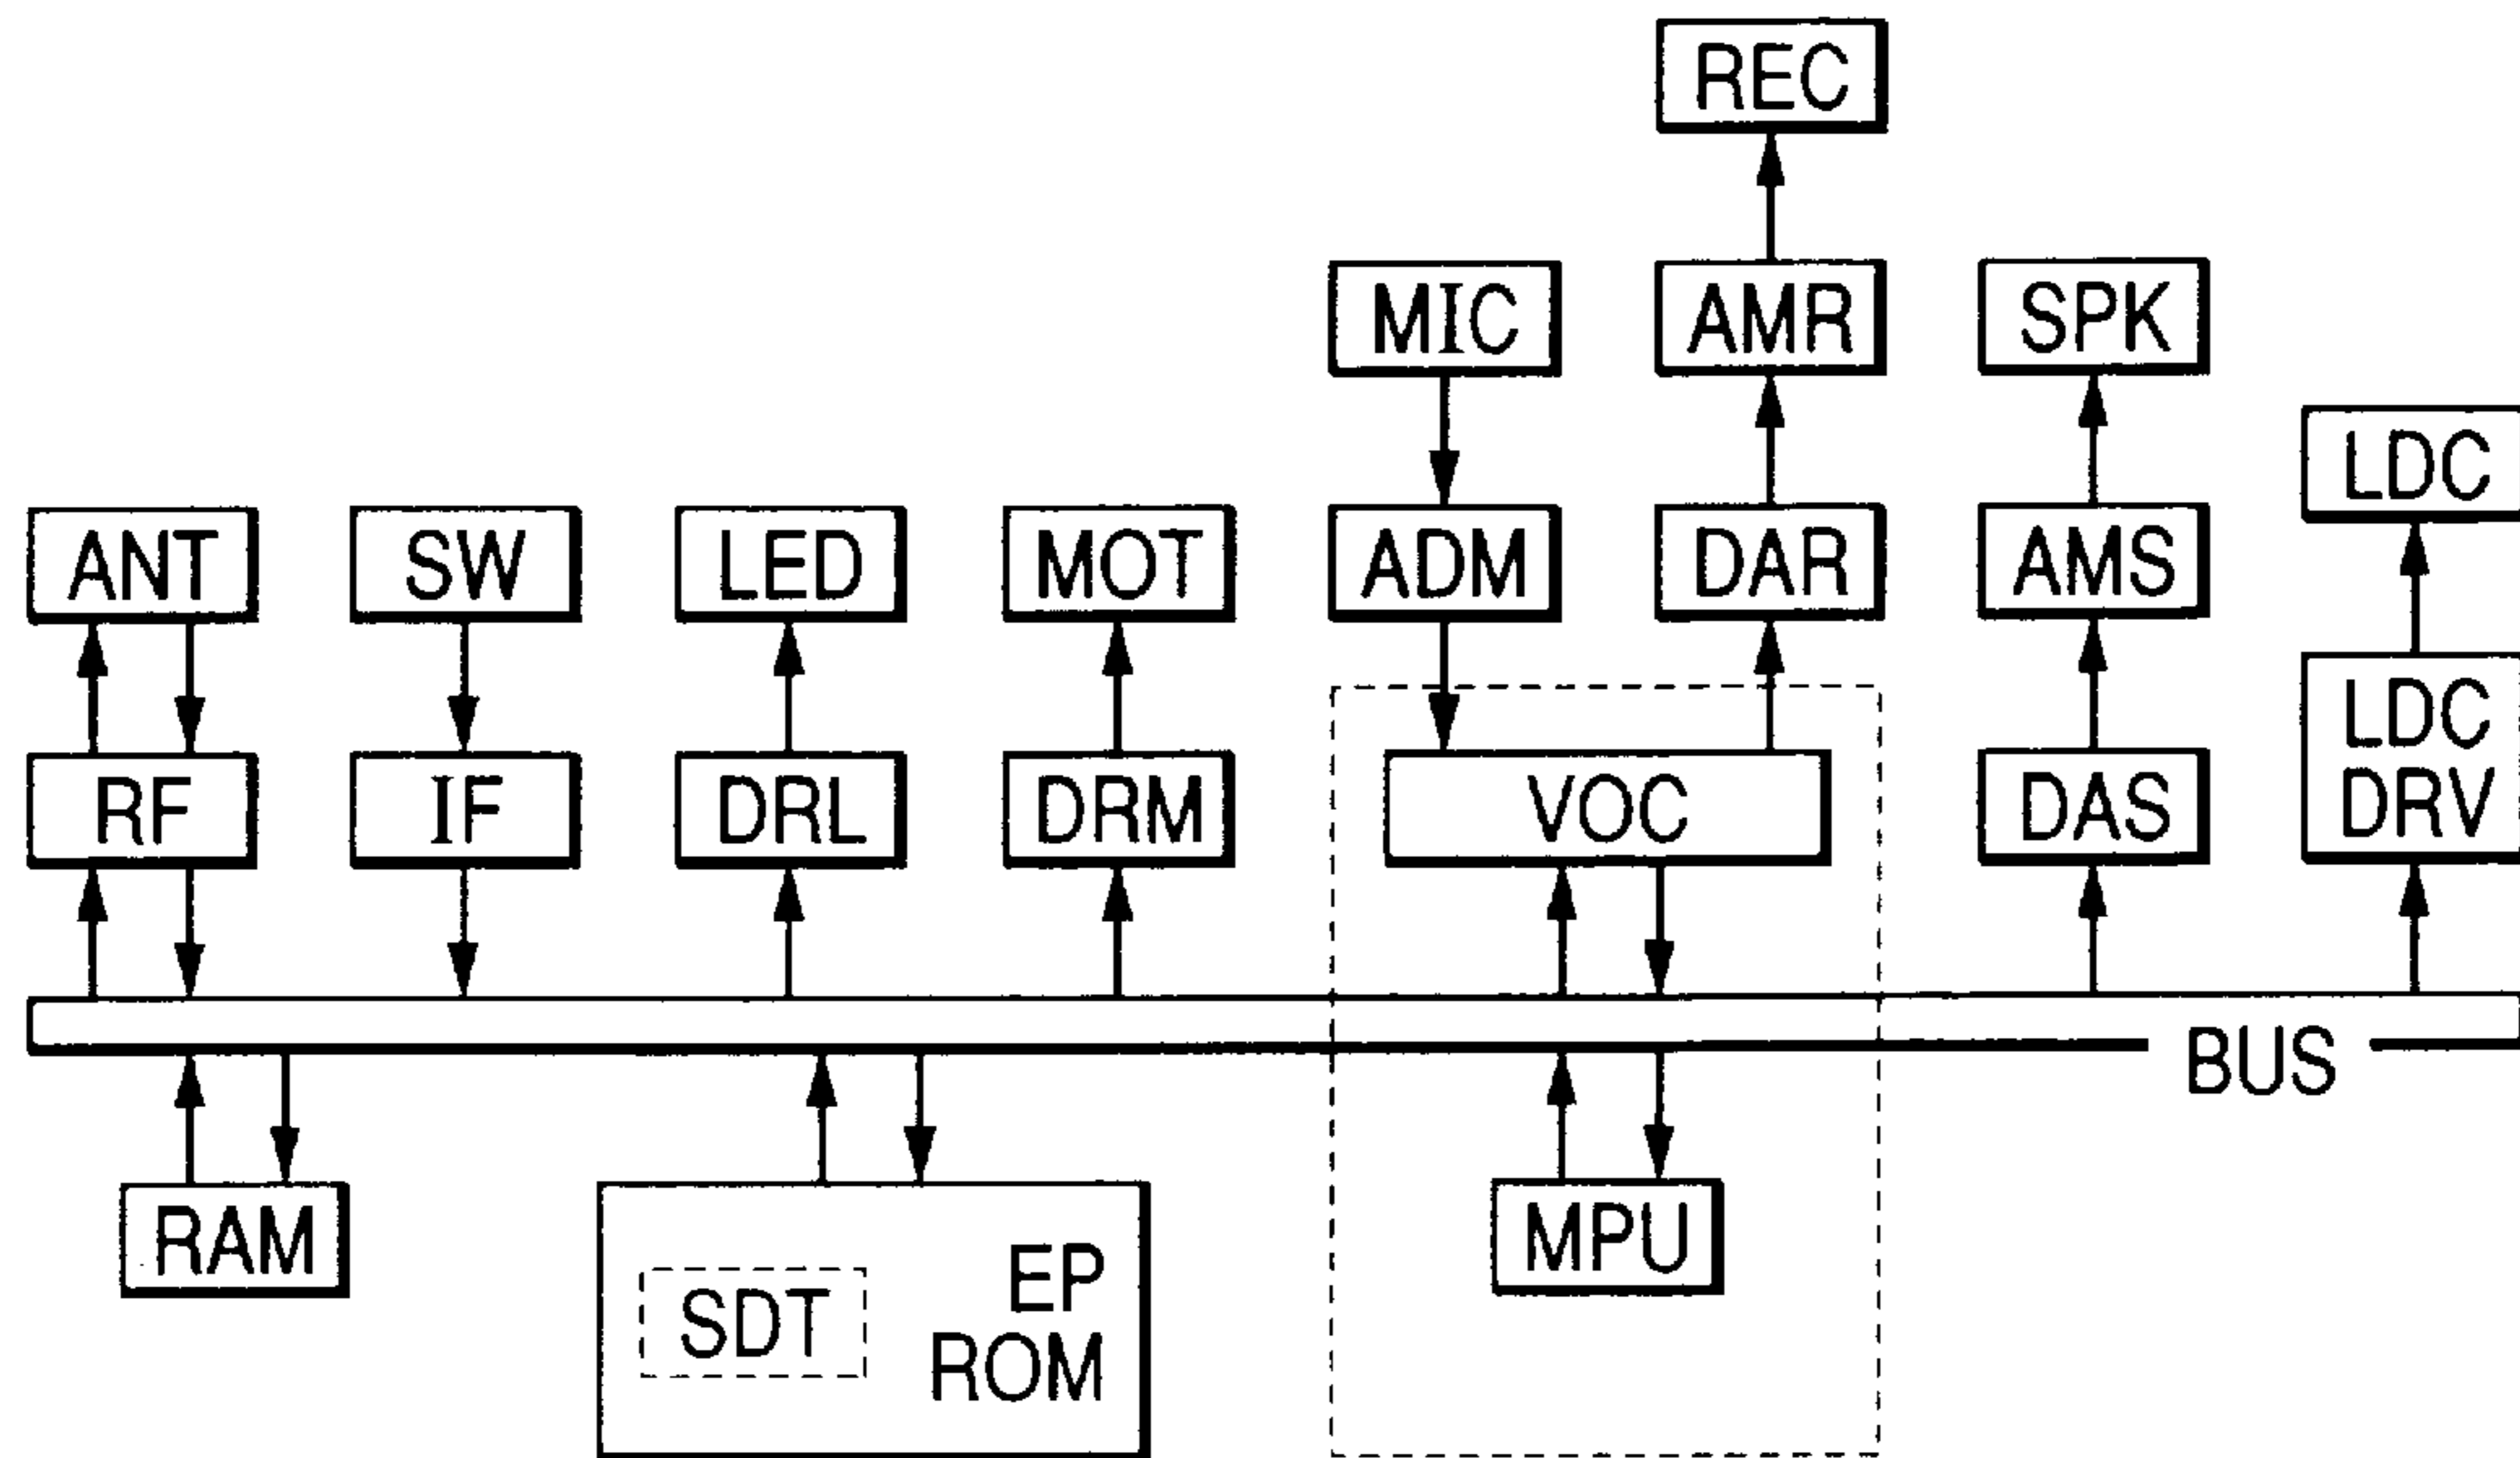 REC
MIC
AMR
SPK
LDC
ANT
SW
LED
MOT
ADM
DAR
AMS
LDC
DRV
RF
IF
DRL
DRM
VOC
DAS
BUS
RAM
SDT
EP
ROM
MPU